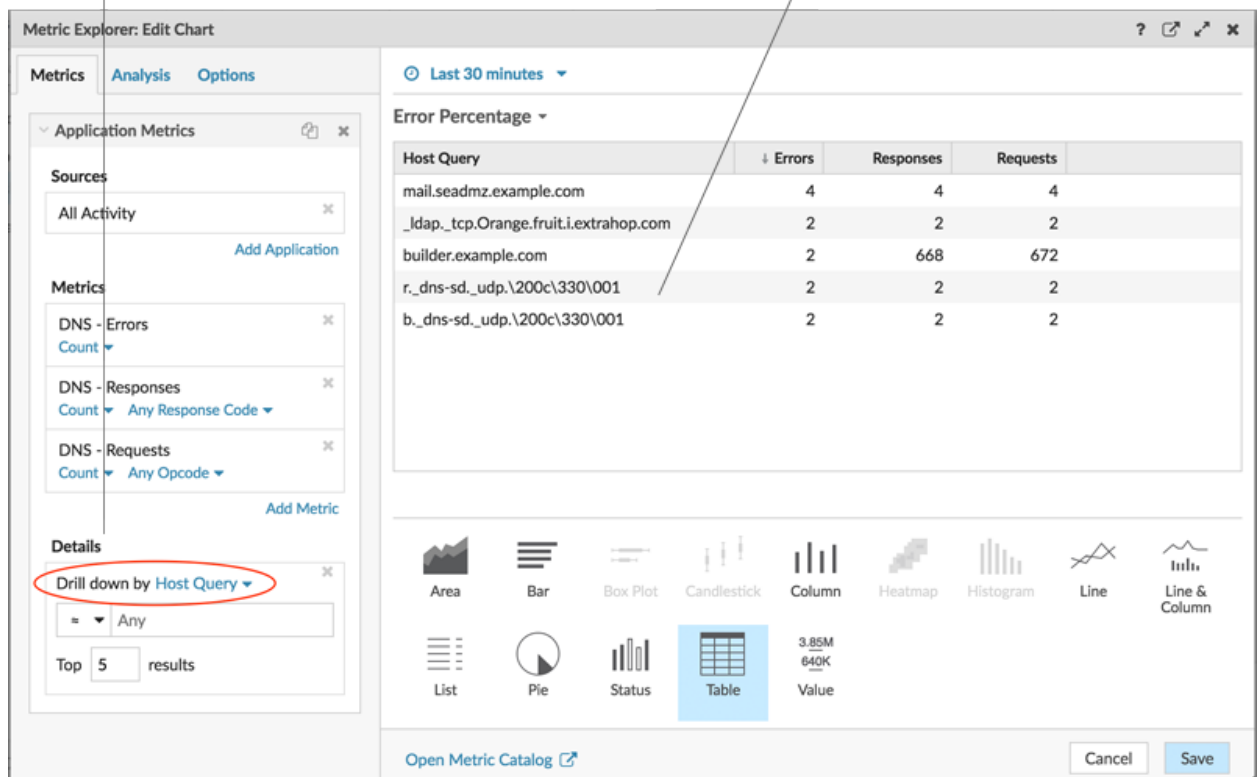 Metric Explorer: Edit Chart ?
Metrics Analysis Options
Application Metrics
Sources
All Activity
Add Application
Metrics
DNS - Errors
Count
DNS - Responses
Count Any Response Code
DNS - Requests
Count Any Opcode
Add Metric
Details
Drill down by Host Query
≈ Any
Top 5 results
Last 30 minutes
Error Percentage
Host Query ↓ Errors Responses Requests
mail.seadmz.example.com 4 4 4
_ldap._tcp.Orange.fruit.i.extrahop.com 2 2 2
builder.example.com 2 668 672
r._dns-sd._udp.\200c\330\001 2 2 2
b._dns-sd._udp.\200c\330\001 2 2 2
Area Bar Box Plot Candlestick Column Heatmap Histogram Line Line &
Column
3.85M
640K
List Pie Status Table Value
Open Metric Catalog
Cancel Save